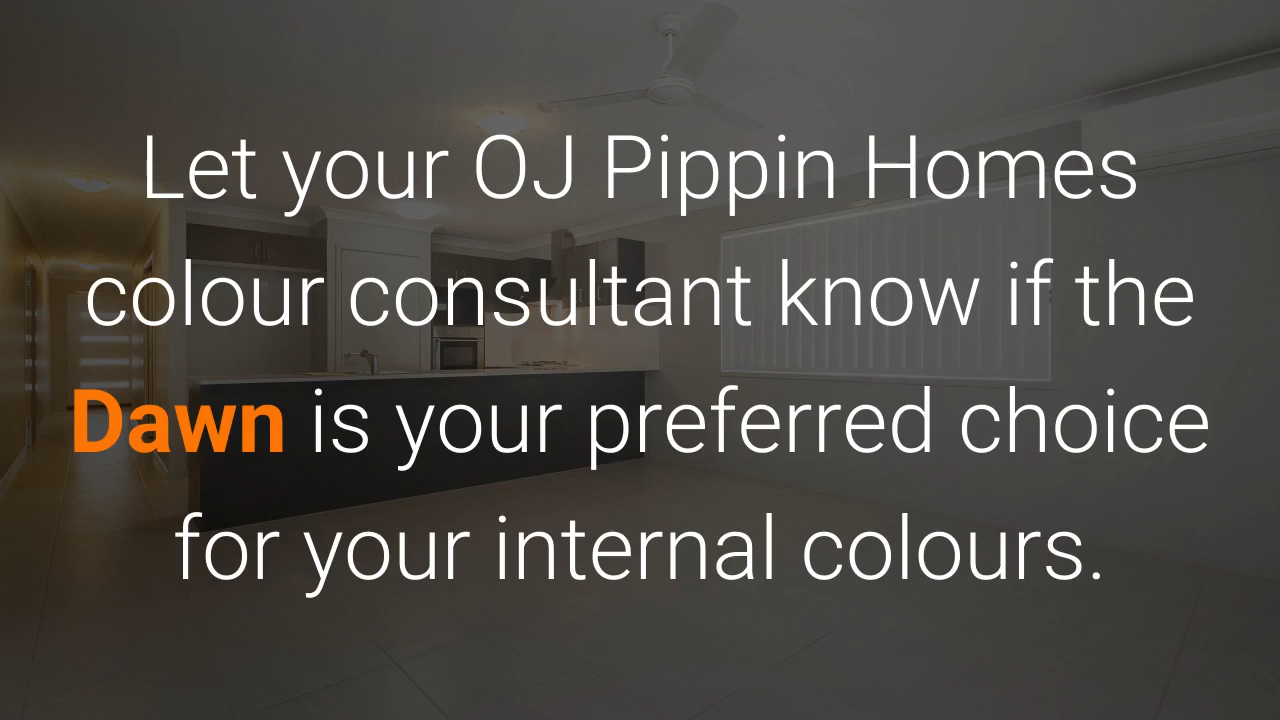 Let your OJ Pippin Homes
colour consultant know if the
Dawn is your preferred choice
for your internal colours.